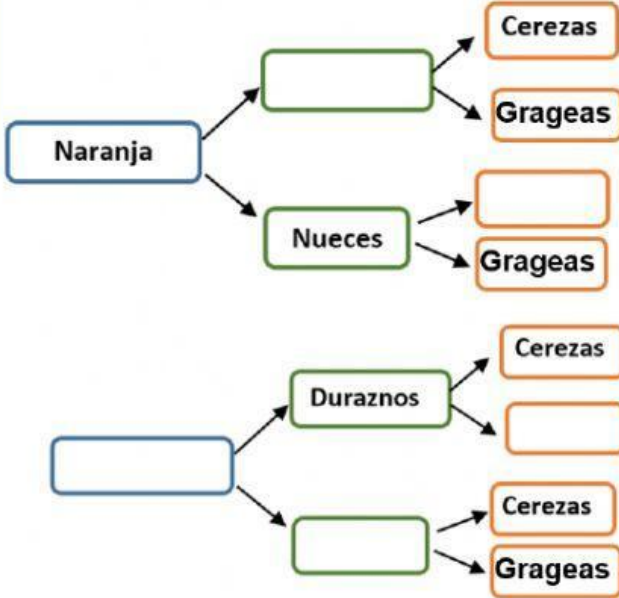 Cerezas
Grageas
Naranja
Nueces
Grageas
Cerezas
Duraznos
Cerezas
Grageas